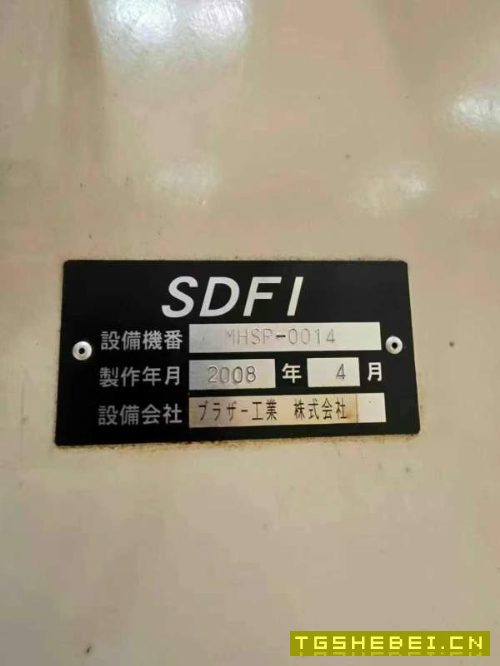 SDFI
設備機番 MHSP-0014
製作年月 2008 年 4 月
設備会社 ブラザー工業 株式会社
TGSHEBEI.CN